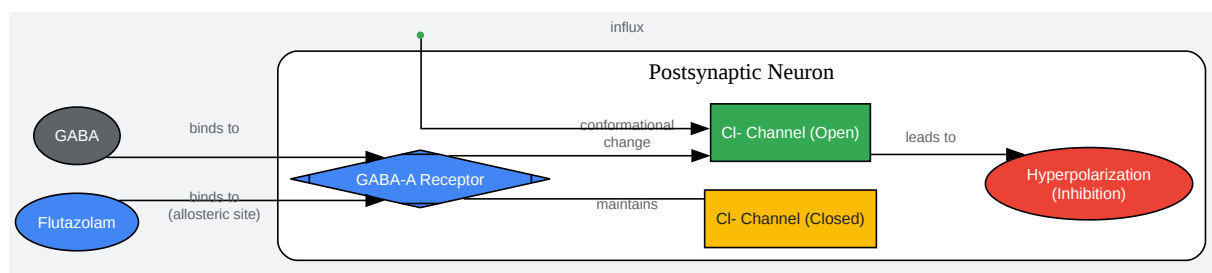 influx
Postsynaptic Neuron
GABA
binds to
conformational
change
Cl- Channel (Open)
leads to
GABA-A Receptor
Hyperpolarization
(Inhibition)
Flutazolam
binds to
(allosteric site)
maintains
Cl- Channel (Closed)